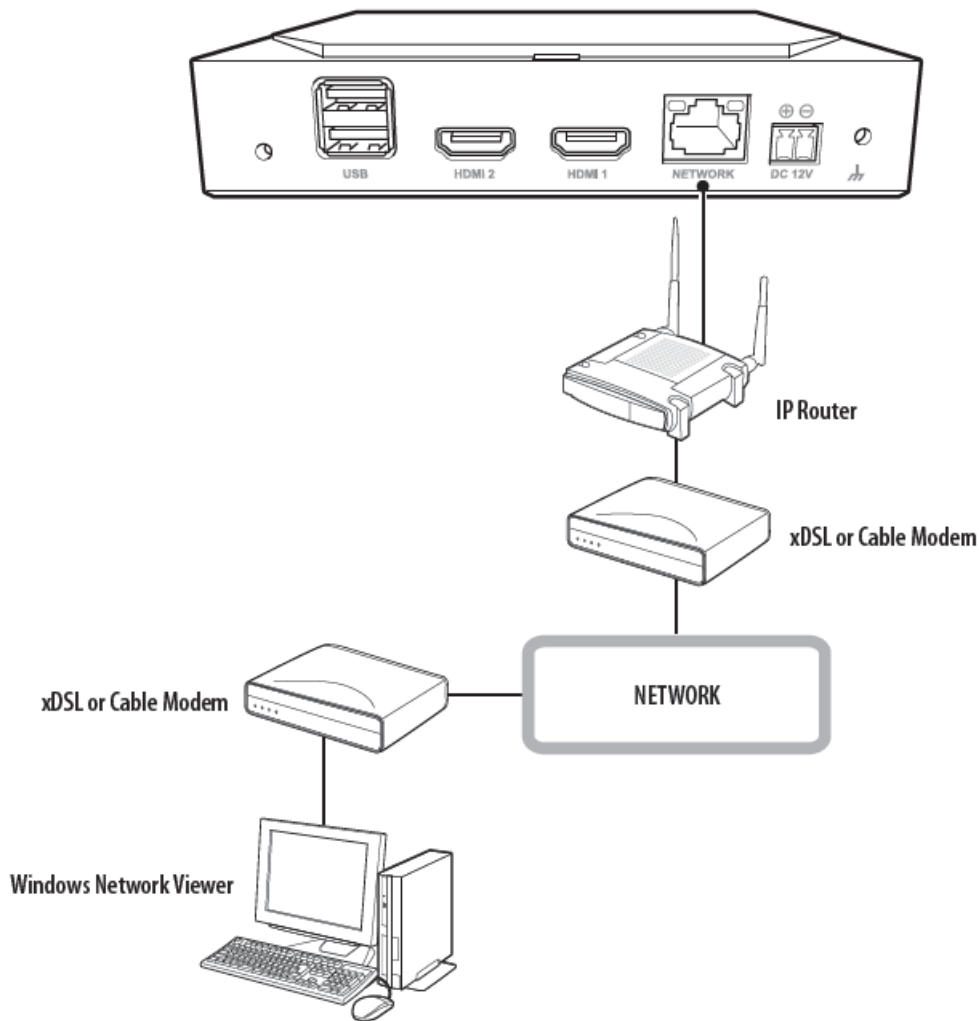 USB
HDMI 2
HDMI 1
NETWORK
DC 12V
IP Router
xDSL or Cable Modem
NETWORK
xDSL or Cable Modem
Windows Network Viewer